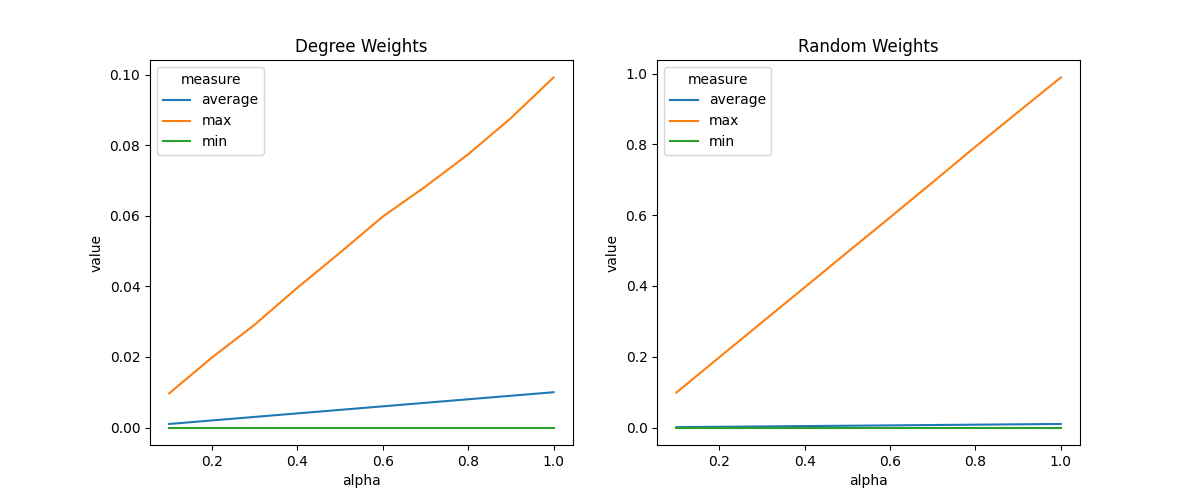 Degree Weights
measure
average
max
min
0.10
0.08
0.06
0.04
0.02
0.00
value
0.2 0.4 0.6 0.8 1.0
alpha
Random Weights
measure
average
max
min
1.0
0.8
0.6
0.4
0.2
0.0
value
0.2 0.4 0.6 0.8 1.0
alpha